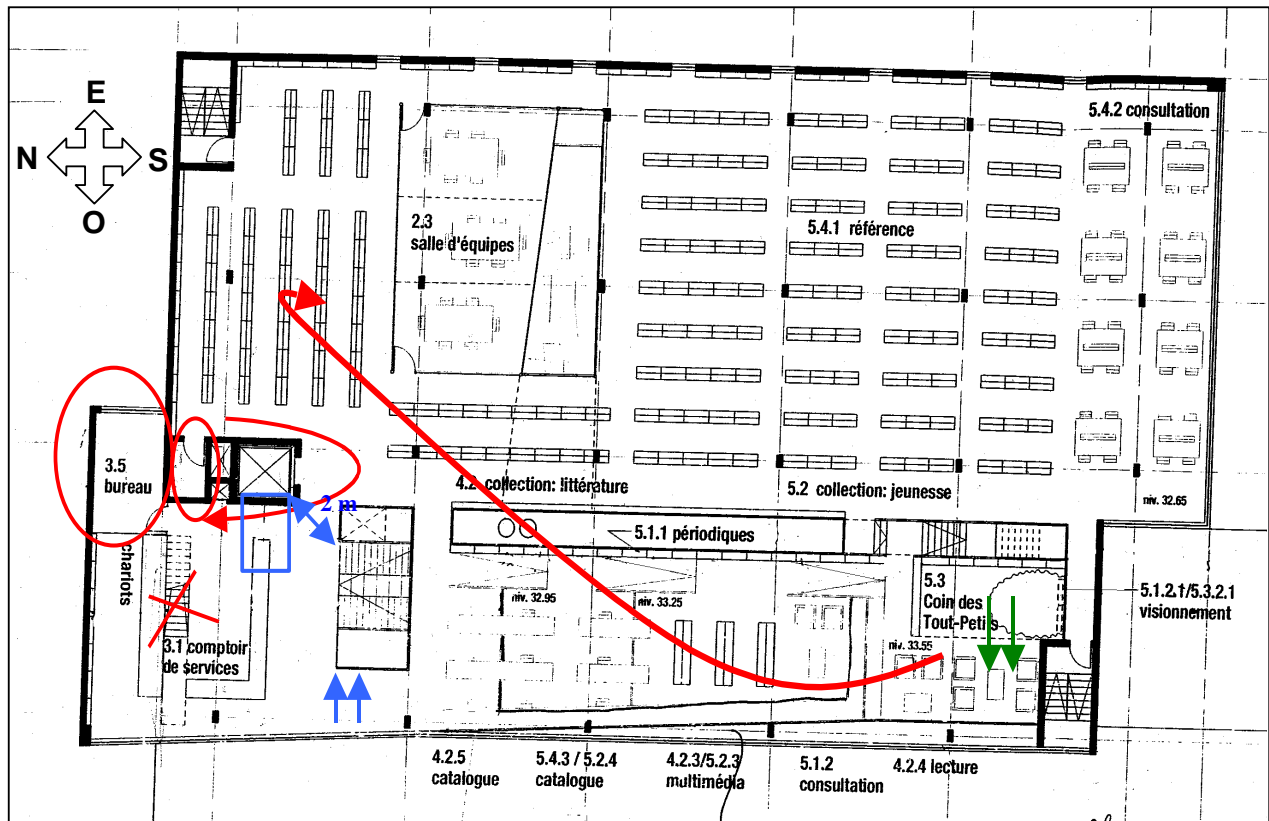 E
N
S
O
5.4.2 consultation
2.3
salle d'équipes
5.4.1 référence
3.5
bureau
4.2 collection: littérature
5.2 collection: jeunesse
niv. 32.65
2 m
5.1.1 périodiques
chariots
5.3
Coin des
Tout-Petits
5.1.2.1/5.3.2.1
visionnement
niv. 32.95
niv. 33.25
niv. 33.55
3.1 comptoir
de services
4.2.5
catalogue
5.4.3 / 5.2.4
catalogue
4.2.3/5.2.3
multimédia
5.1.2
consultation
4.2.4 lecture